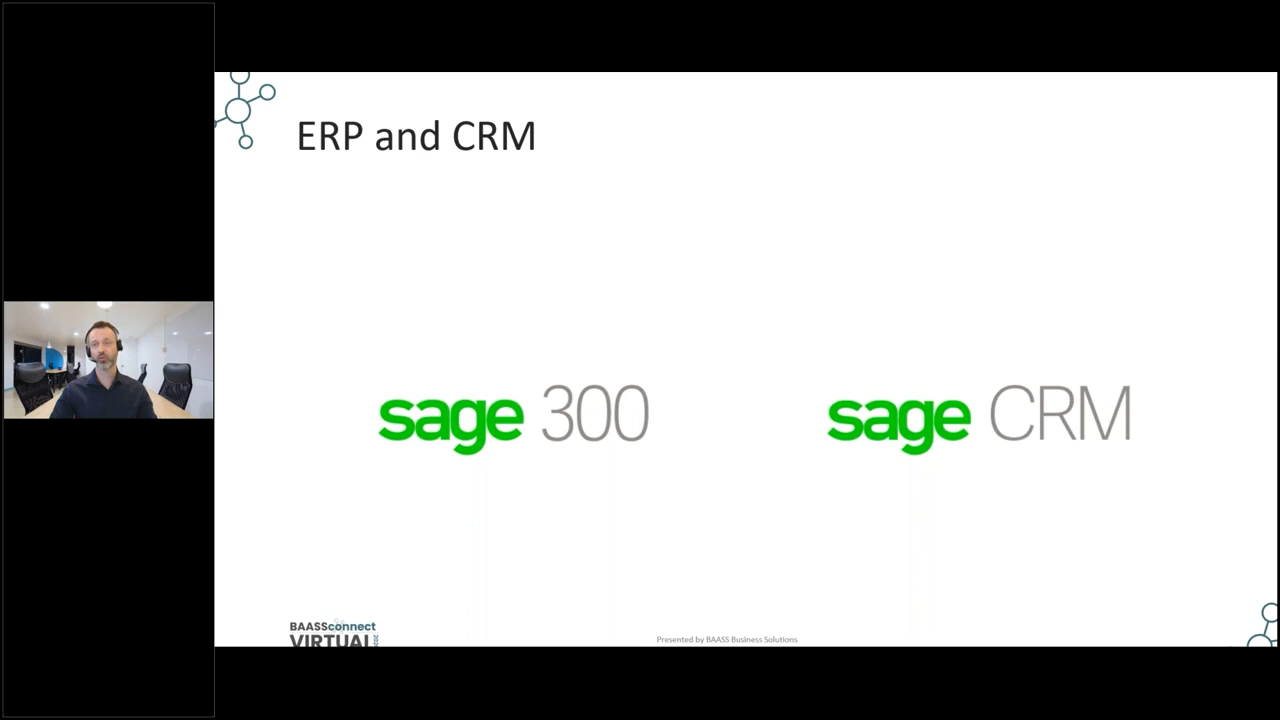 ERP and CRM
sage 300
sage CRM
BAASSconnect
VIRTUAL
Presented by BAASS Business Solutions